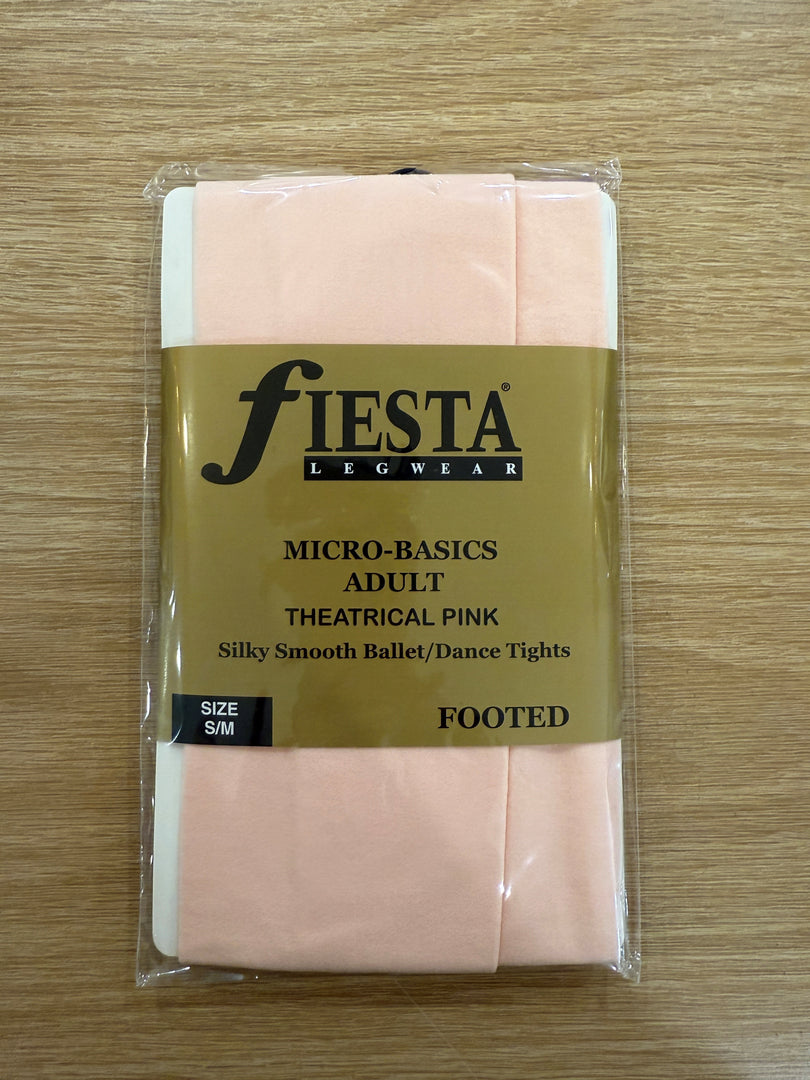 fIESTA®
LEGWEAR
MICRO-BASICS
ADULT
THEATRICAL PINK
Silky Smooth Ballet/Dance Tights
SIZE
S/M
FOOTED